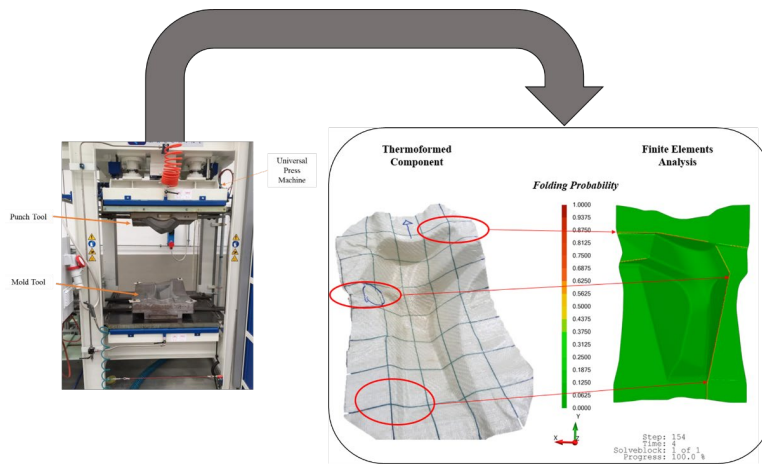 Universal
Press
Machine
Punch Tool
Mold Tool
Thermoformed
Component
Finite Elements
Analysis
Folding Probability
1.0000
0.9375
0.8750
0.8125
0.7500
0.6875
0.6250
0.5625
0.5000
0.4375
0.3750
0.3125
0.2500
0.1875
0.1250
0.0625
0.0000
Y
X
Z
Step: 154
Time: 4
Solveblock: 1 of 1
Progress: 100.0 %